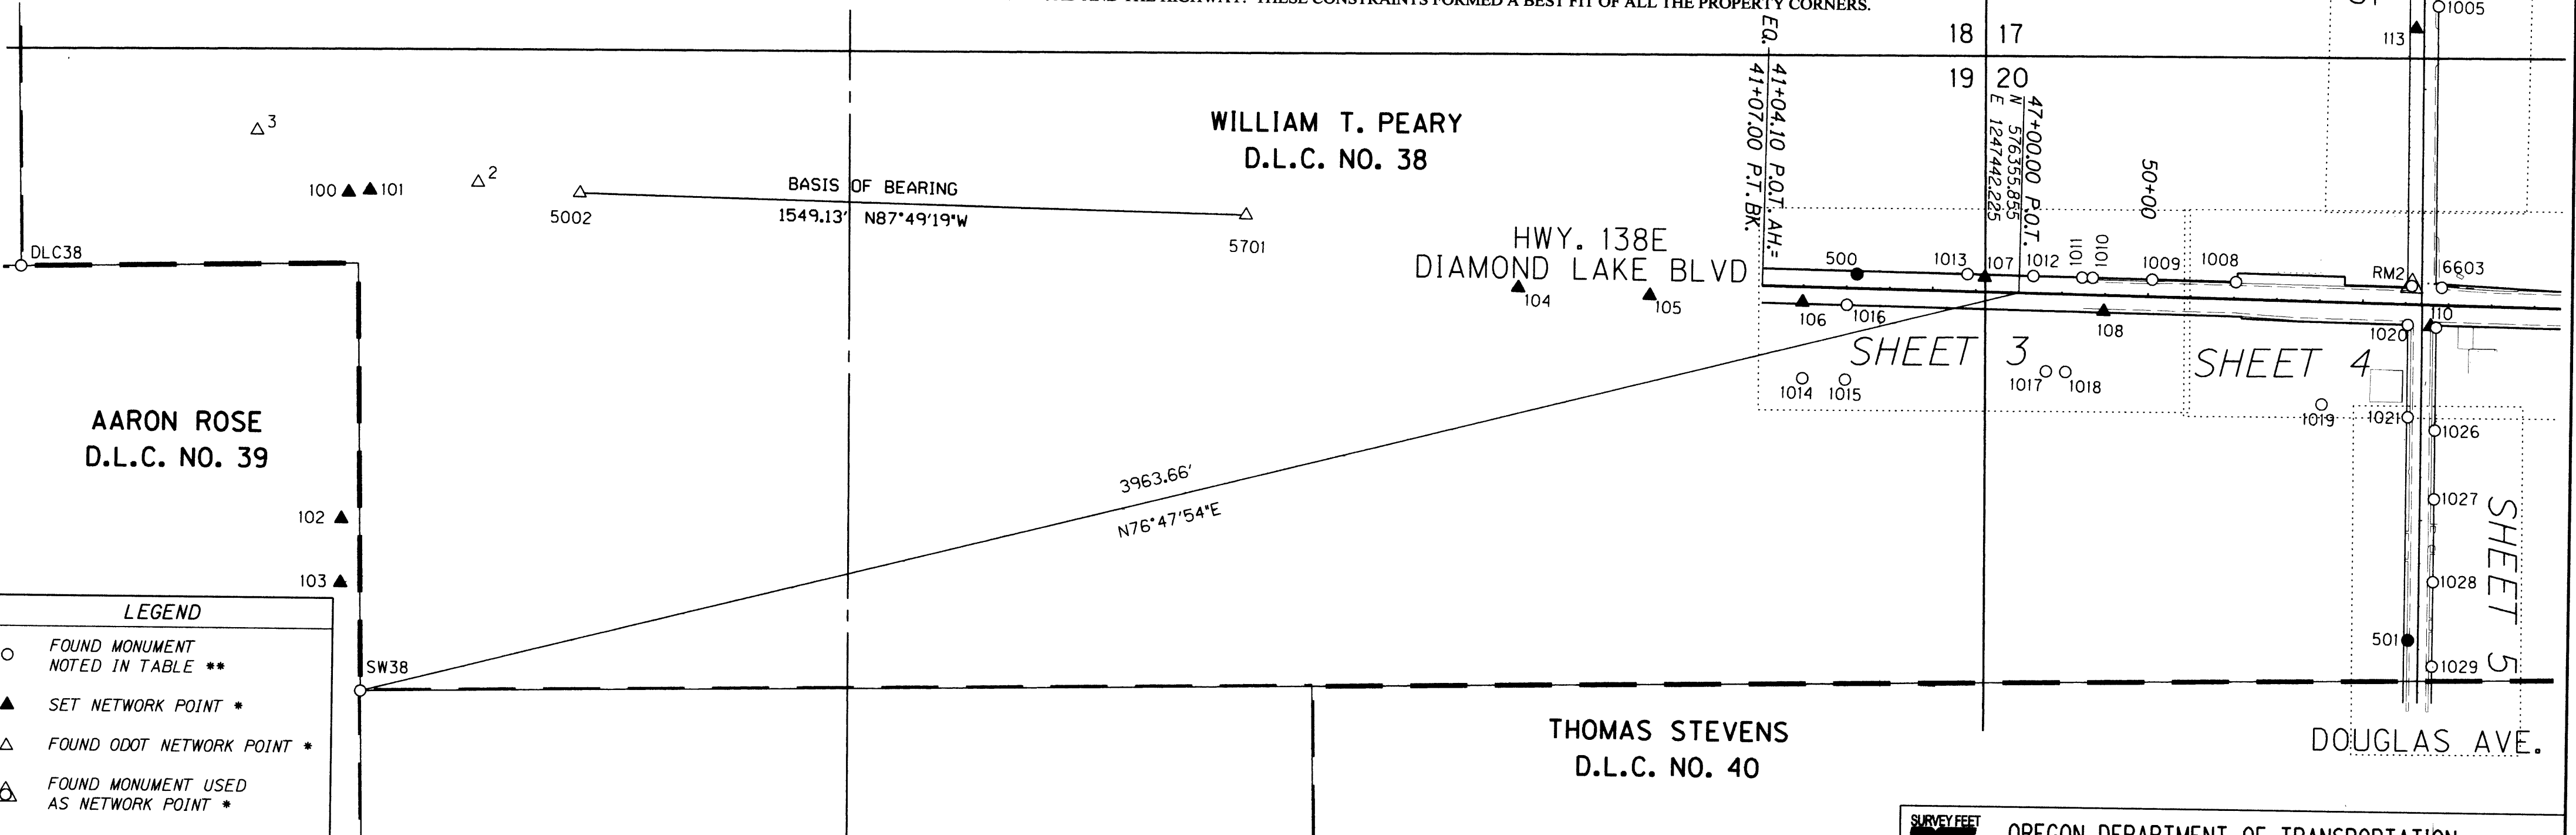 THESE CONSTRAINTS FORMED A BEST FIT OF ALL THE PROPERTY CORNERS.
1005
113
18 17
19 20
EQ.
41+04.10 P.O.T. AH.=
41+07.00 P.T. BK.
47+00.00 P.O.T.
N 576355.855
E 1247442.225
50+00
WILLIAM T. PEARY
D.L.C. NO. 38
3
2
100
101
BASIS OF BEARING
1549.13' N87°49'19"W
5002
5701
DLC38
HWY. 138E
DIAMOND LAKE BLVD
500
1013
107
1012
1011
1010
1009
1008
RM2
6603
104
105
106
1016
108
1020
110
SHEET 3
SHEET 4
1014
1015
1017
1018
1019
1021
1026
AARON ROSE
D.L.C. NO. 39
3963.66'
N76°47'54"E
1027
SHEET 5
102
103
1028
501
1029
LEGEND
FOUND MONUMENT
NOTED IN TABLE **
SET NETWORK POINT *
FOUND ODOT NETWORK POINT *
FOUND MONUMENT USED
AS NETWORK POINT *
SW38
THOMAS STEVENS
D.L.C. NO. 40
DOUGLAS AVE.
SURVEY FEET
OREGON DEPARTMENT OF TRANSPORTATION